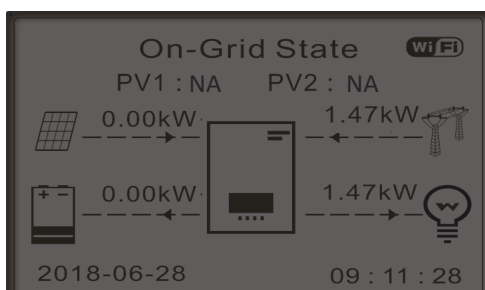 On-Grid State WiFi
PV1 : NA PV2 : NA
0.00kW 1.47kW
+ -
0.00kW 1.47kW
2018-06-28 09 : 11 : 28